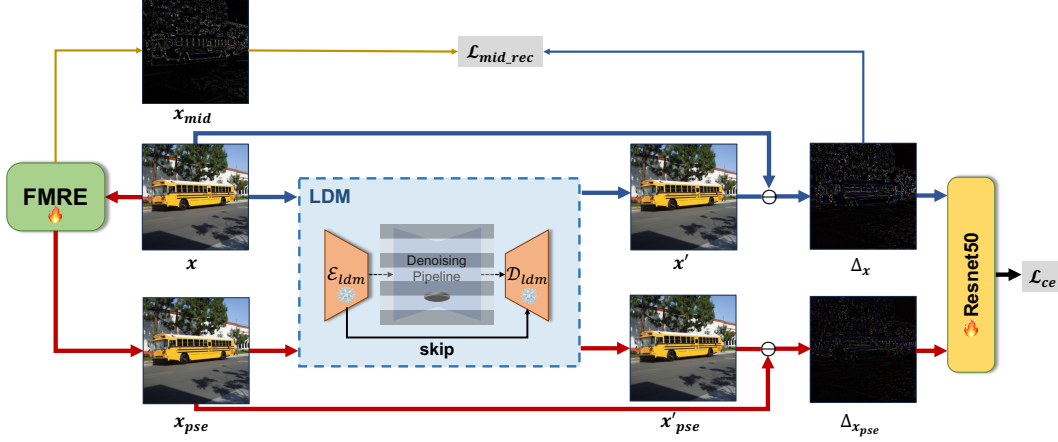 x_mid
ℒ_mid_rec
FMRE
x
LDM
ℰ_ldm
Denoising
Pipeline
𝒟_ldm
skip
x′
Δ_x
Resnet50
ℒ_ce
x_pse
x′_pse
Δ_x_pse